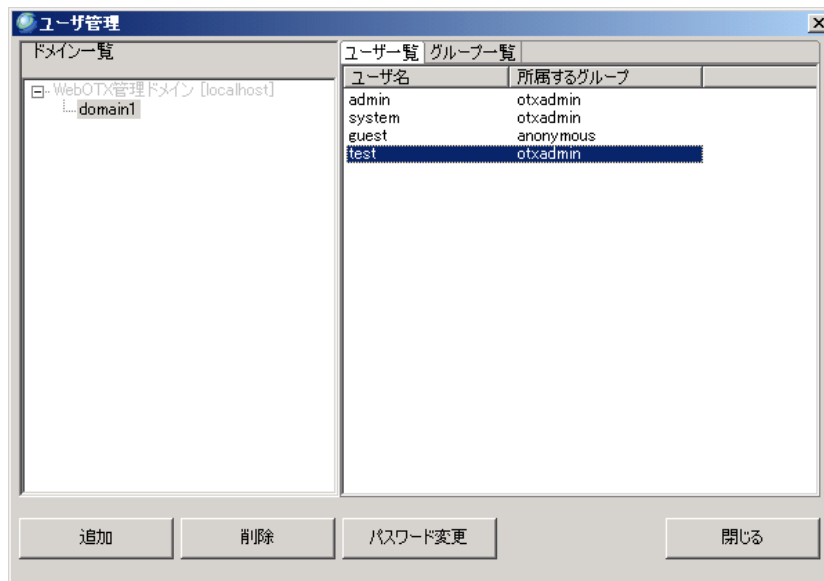 ユーザ管理
ドメイン一覧
WebOTX管理ドメイン [localhost]
domain1
ユーザ一覧 グループ一覧
ユーザ名 所属するグループ
admin otxadmin
system otxadmin
guest anonymous
test otxadmin
追加 削除 パスワード変更 閉じる